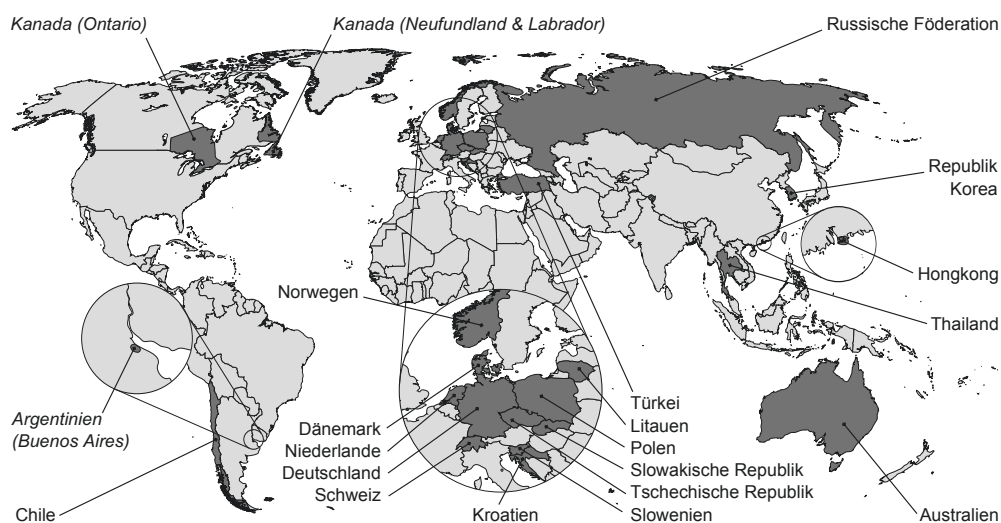 Kanada (Ontario)
Kanada (Neufundland & Labrador)
Russische Föderation
Republik
Korea
Hongkong
Thailand
Norwegen
Argentinien
(Buenos Aires)
Chile
Dänemark
Niederlande
Deutschland
Schweiz
Kroatien
Türkei
Litauen
Polen
Slowakische Republik
Tschechische Republik
Slowenien
Australien